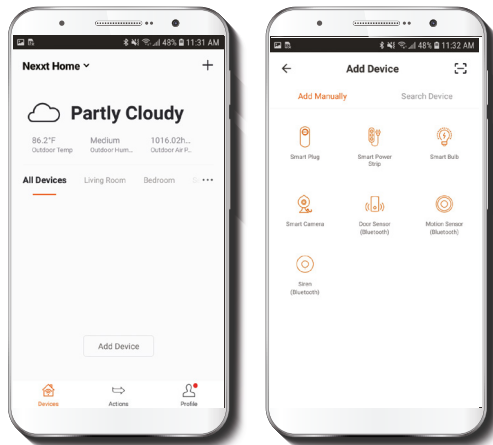 48% 11:31 AM
Nexxt Home
Partly Cloudy
86.2°F Medium 1016.02h...
Outdoor Temp Outdoor Hum... Outdoor Air P...
All Devices Living Room Bedroom
Add Device
Devices Actions Profile
48% 11:32 AM
Add Device
Add Manually Search Device
Smart Plug
Smart Power
Strip
Smart Bulb
Smart Camera
Door Sensor
(Bluetooth)
Motion Sensor
(Bluetooth)
Siren
(Bluetooth)